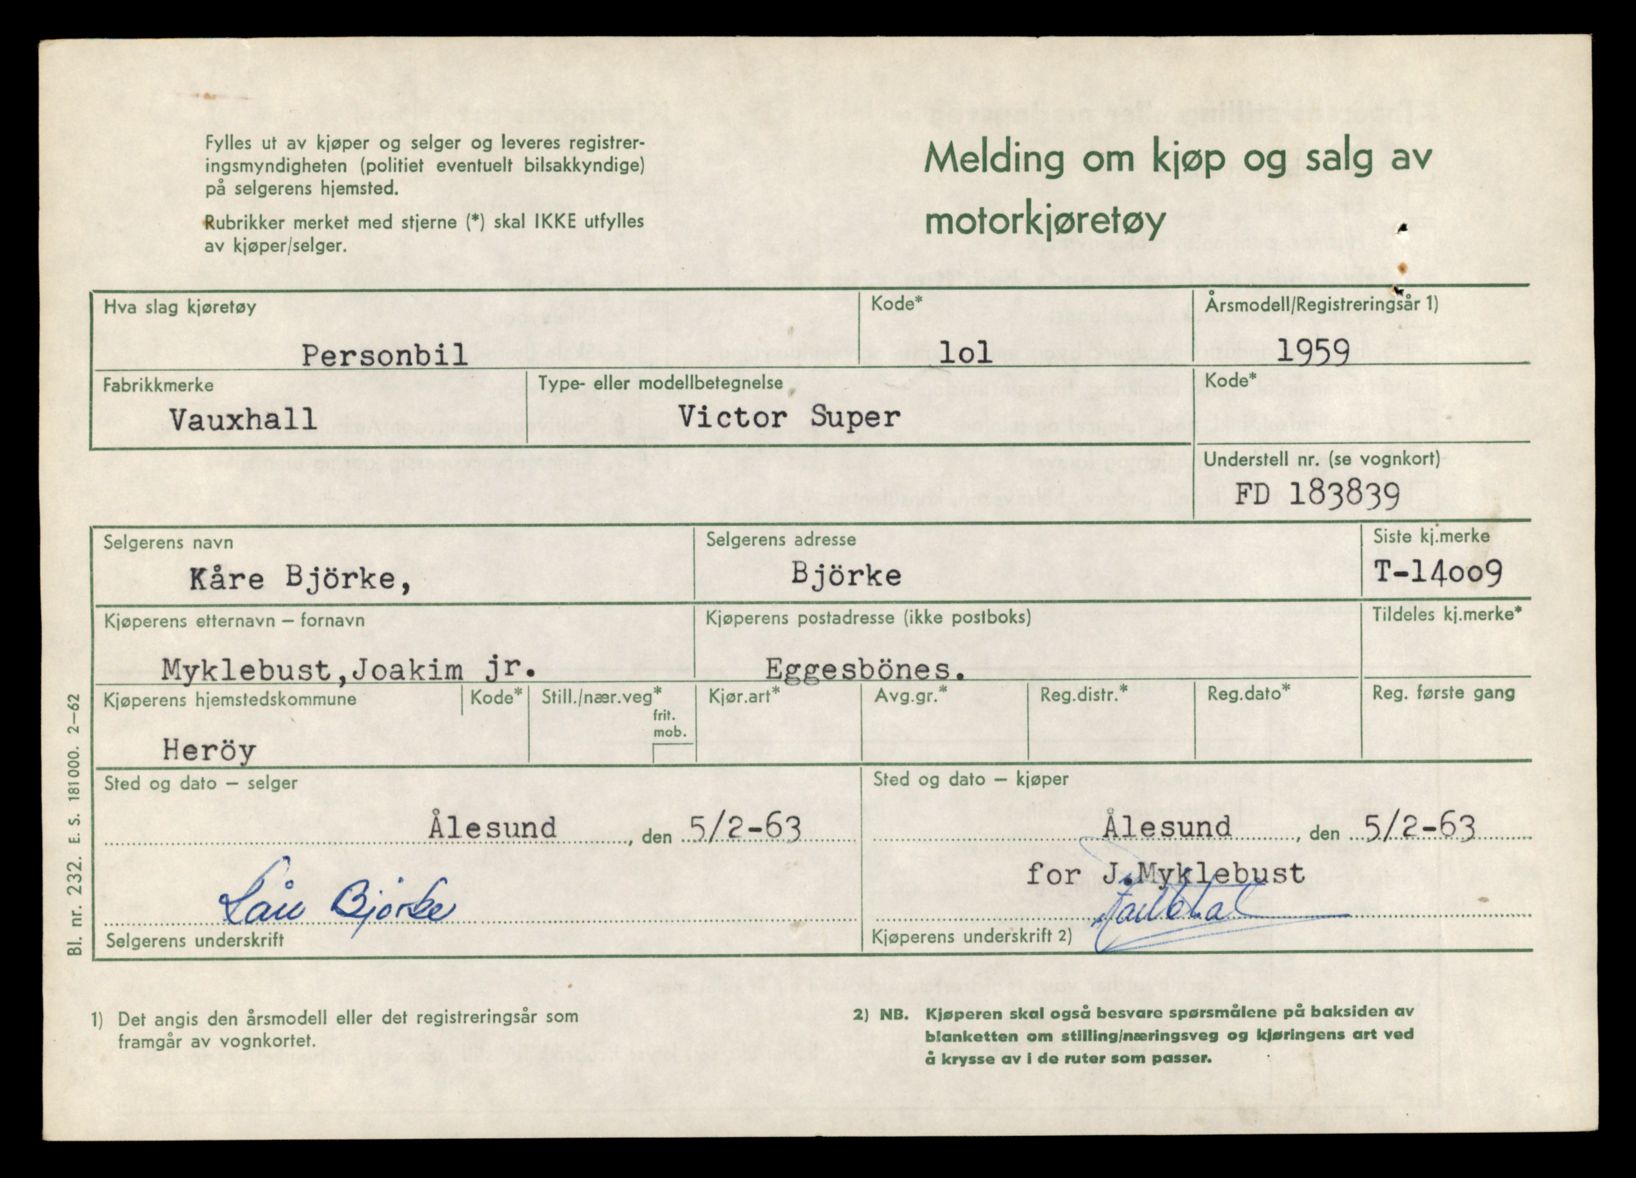 Fylles ut av kjøper og selger og leveres registrer-
ingsmyndigheten (politiet eventuelt bilsakkyndige)
på selgerens hjemsted.
Rubrikker merket med stjerne (*) skal IKKE utfylles
av kjøper/selger.
Melding om kjøp og salg av
motorkjøretøy
Hva slag kjøretøy
Personbil
Kode*
lol
Årsmodell/Registreringsår 1)
1959
Fabrikkmerke
Vauxhall
Type- eller modellbetegnelse
Victor Super
Kode*
Understell nr. (se vognkort)
FD 183839
Selgerens navn
Kåre Björke,
Selgerens adresse
Björke
Siste kj.merke
T-14oo9
Kjøperens etternavn – fornavn
Myklebust,Joakim jr.
Kjøperens postadresse (ikke postboks)
Eggesbönes.
Tildeles kj.merke*
Kjøperens hjemstedskommune
Heröy
Kode*
Still./nær.veg*
frit.
mob.
Kjør.art*
Avg.gr.*
Reg.distr.*
Reg.dato*
Reg. første gang
Sted og dato – selger
Ålesund, den 5/2-63
Kåre Bjørke
Selgerens underskrift
Sted og dato – kjøper
Ålesund, den 5/2-63
for J.Myklebust
Kjøperens underskrift 2)
Bl. nr. 232. E. S. 181000. 2–62
1) Det angis den årsmodell eller det registreringsår som
framgår av vognkortet.
2) NB. Kjøperen skal også besvare spørsmålene på baksiden av
blanketten om stilling/næringsveg og kjøringens art ved
å krysse av i de ruter som passer.